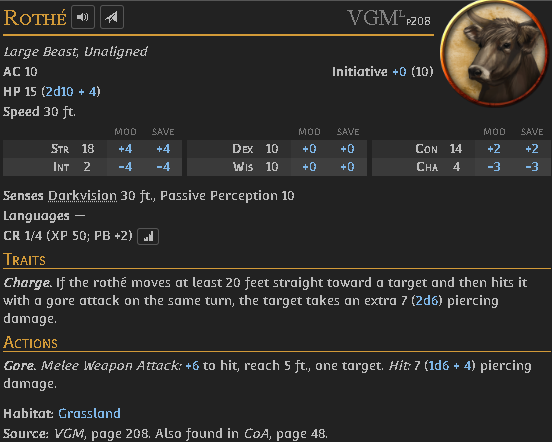 ROTHÉ VGM L p208
Large Beast, Unaligned
AC 10 Initiative +0 (10)
HP 15 (2d10 + 4)
Speed 30 ft.
MOD SAVE MOD SAVE MOD SAVE
STR 18 +4 +4 DEX 10 +0 +0 CON 14 +2 +2
INT 2 −4 −4 WIS 10 +0 +0 CHA 4 −3 −3
Senses Darkvision 30 ft., Passive Perception 10
Languages —
CR 1/4 (XP 50; PB +2)
TRAITS
Charge. If the rothé moves at least 20 feet straight toward a target and then hits it
with a gore attack on the same turn, the target takes an extra 7 (2d6) piercing
damage.
ACTIONS
Gore. Melee Weapon Attack: +6 to hit, reach 5 ft., one target. Hit: 7 (1d6 + 4) piercing
damage.
Habitat: Grassland
Source: VGM, page 208. Also found in CoA, page 48.